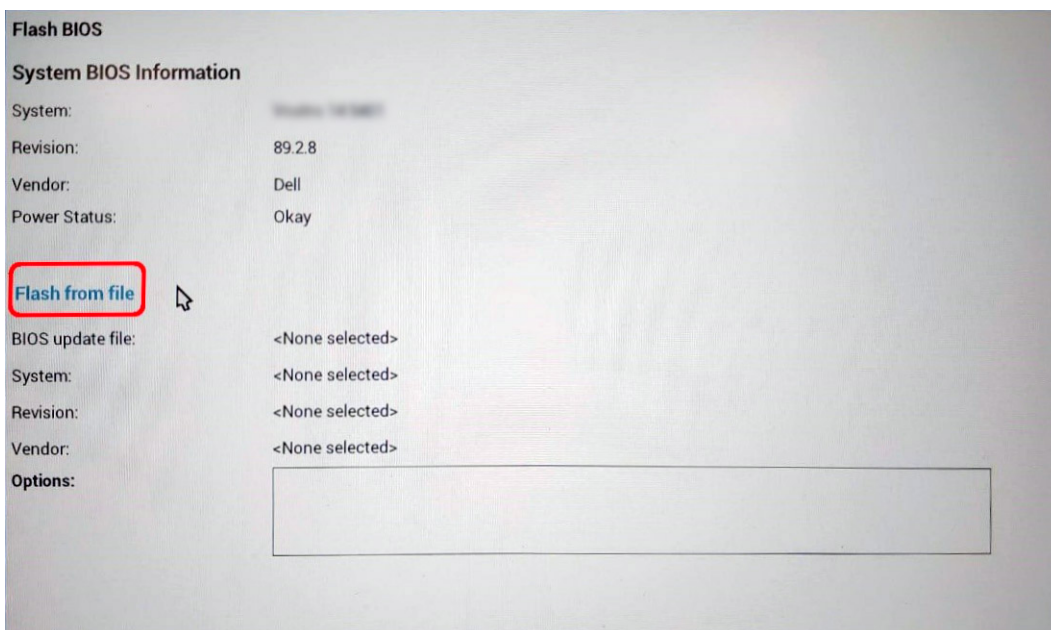 Flash BIOS
System BIOS Information
System:
Revision: 89.2.8
Vendor: Dell
Power Status: Okay
Flash from file
BIOS update file: <None selected>
System: <None selected>
Revision: <None selected>
Vendor: <None selected>
Options: